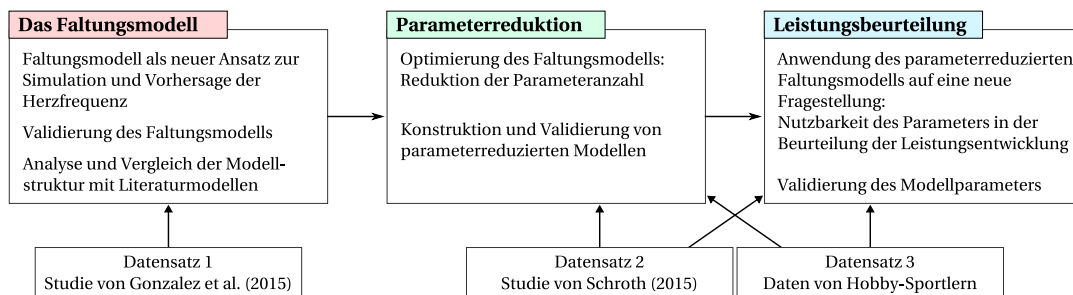 Das Faltungsmodell
Faltungsmodell als neuer Ansatz zur
Simulation und Vorhersage der
Herzfrequenz
Validierung des Faltungsmodells
Analyse und Vergleich der Modell-
struktur mit Literaturmodellen
Parameterreduktion
Optimierung des Faltungsmodells:
Reduktion der Parameteranzahl
Konstruktion und Validierung von
parameterreduzierten Modellen
Leistungsbeurteilung
Anwendung des parameterreduzierten
Faltungsmodells auf eine neue
Fragestellung:
Nutzbarkeit des Parameters in der
Beurteilung der Leistungsentwicklung
Validierung des Modellparameters
Datensatz 1
Studie von Gonzalez et al. (2015)
Datensatz 2
Studie von Schroth (2015)
Datensatz 3
Daten von Hobby-Sportlern